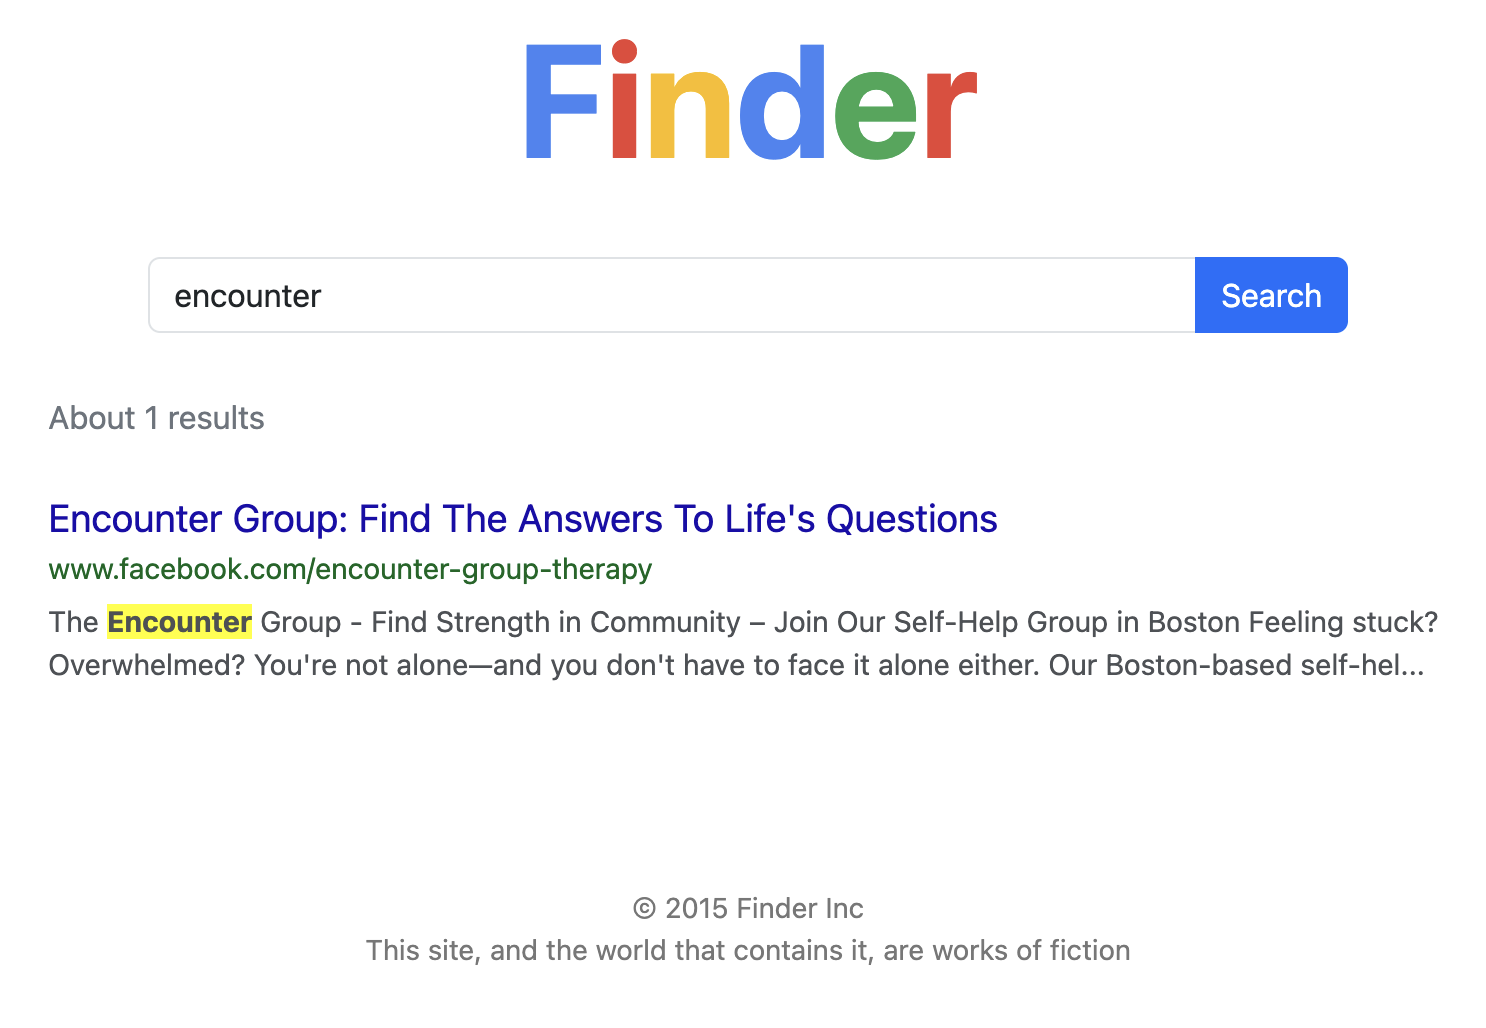 Finder
encounter
Search
About 1 results
Encounter Group: Find The Answers To Life's Questions
www.facebook.com/encounter-group-therapy
The Encounter Group - Find Strength in Community – Join Our Self-Help Group in Boston Feeling stuck?
Overwhelmed? You're not alone—and you don't have to face it alone either. Our Boston-based self-hel...
© 2015 Finder Inc
This site, and the world that contains it, are works of fiction